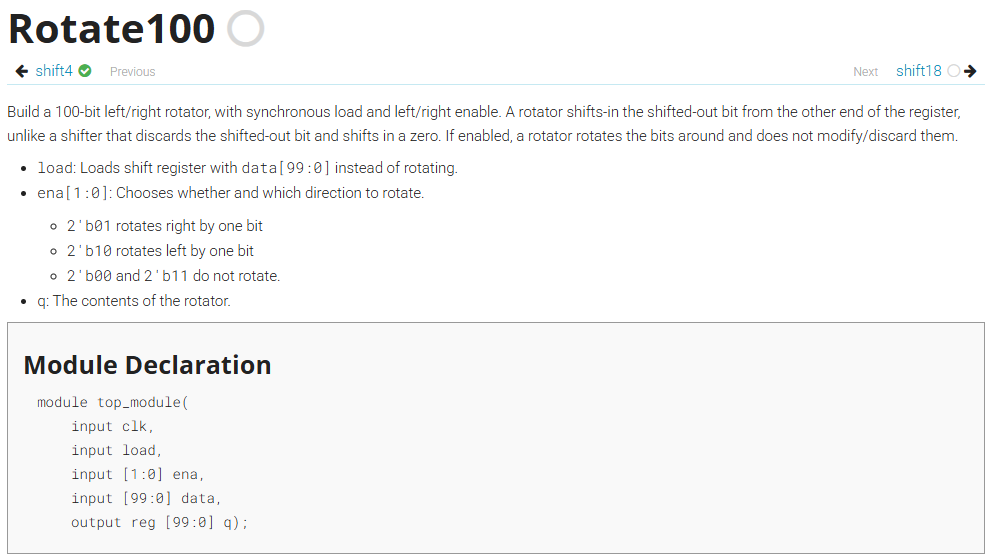 Rotate100
shift4 Previous Next shift18
Build a 100-bit left/right rotator, with synchronous load and left/right enable. A rotator shifts-in the shifted-out bit from the other end of the register,
unlike a shifter that discards the shifted-out bit and shifts in a zero. If enabled, a rotator rotates the bits around and does not modify/discard them.
• load: Loads shift register with data[99:0] instead of rotating.
• ena[1:0]: Chooses whether and which direction to rotate.
◦ 2'b01 rotates right by one bit
◦ 2'b10 rotates left by one bit
◦ 2'b00 and 2'b11 do not rotate.
• q: The contents of the rotator.
Module Declaration
module top_module(
input clk,
input load,
input [1:0] ena,
input [99:0] data,
output reg [99:0] q);